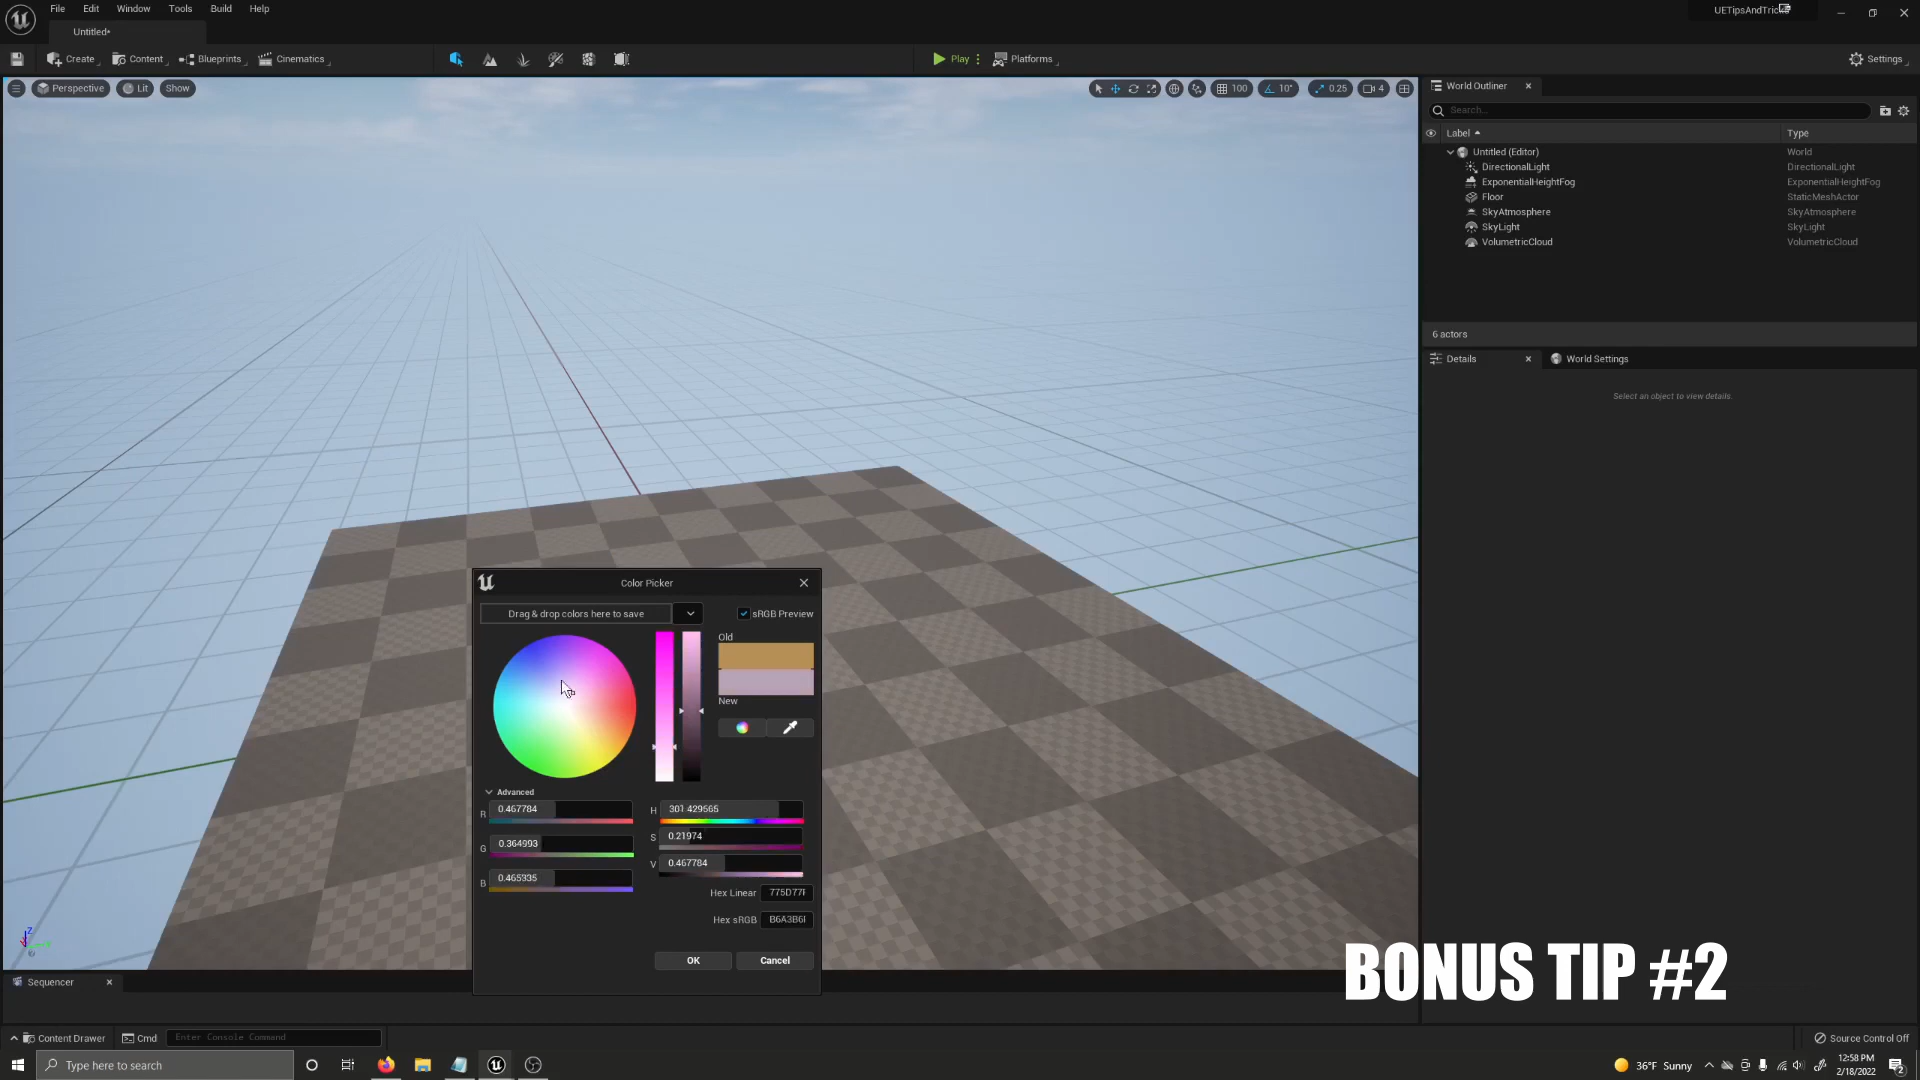 File Edit Window Tools Build Help
Untitled*
Create Content Blueprints Cinematics Play Platforms Settings
Perspective Lit Show 100 10° 0.25 4
World Outliner
Search...
Label Type
Untitled (Editor) World
DirectionalLight DirectionalLight
ExponentialHeightFog ExponentialHeightFog
Floor StaticMeshActor
SkyAtmosphere SkyAtmosphere
SkyLight SkyLight
VolumetricCloud VolumetricCloud
6 actors
Details World Settings
Select an object to view details.
Color Picker
Drag & drop colors here to save sRGB Preview
Old
New
Advanced
R 0.467784 H 301.429565
G 0.364993 S 0.21974
B 0.465935 V 0.467784
Hex Linear 775D77F
Hex sRGB B6A3B6
OK Cancel
BONUS TIP #2
Z
Sequencer
Content Drawer Cmd Enter Console Command Source Control Off
Type here to search 36°F Sunny 12:58 PM
2/18/2022
2